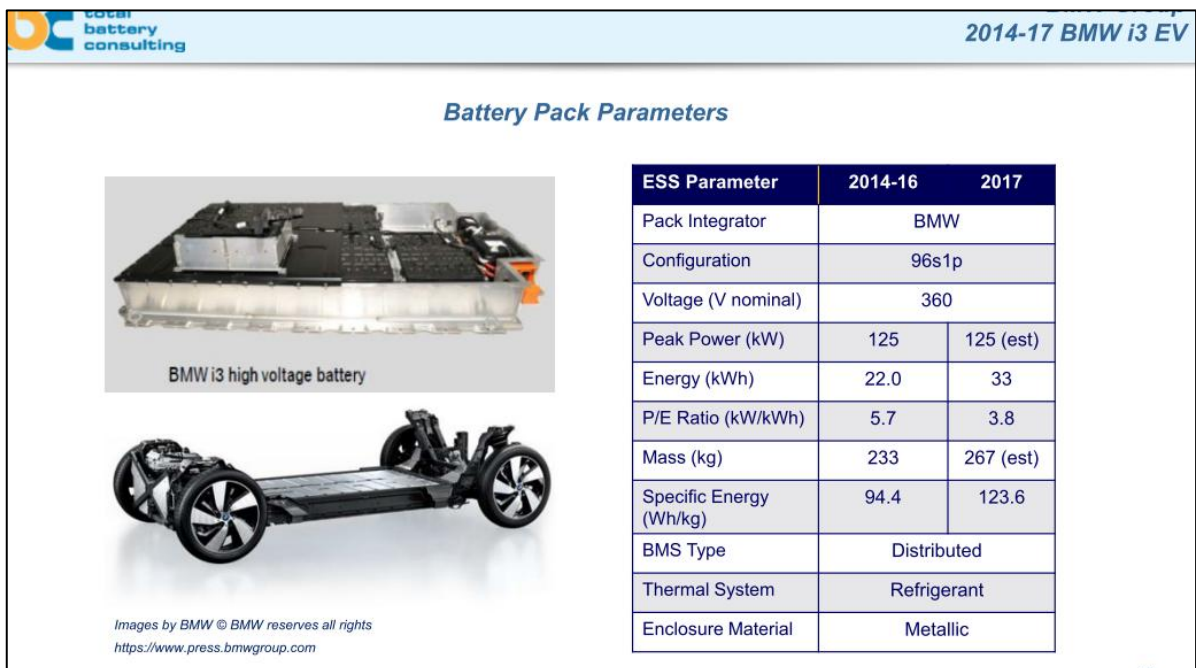 total
battery
consulting
2014-17 BMW i3 EV
Battery Pack Parameters
BMW i3 high voltage battery
Images by BMW © BMW reserves all rights
https://www.press.bmwgroup.com
ESS Parameter 2014-16 2017
Pack Integrator BMW
Configuration 96s1p
Voltage (V nominal) 360
Peak Power (kW) 125 125 (est)
Energy (kWh) 22.0 33
P/E Ratio (kW/kWh) 5.7 3.8
Mass (kg) 233 267 (est)
Specific Energy 94.4 123.6
(Wh/kg)
BMS Type Distributed
Thermal System Refrigerant
Enclosure Material Metallic